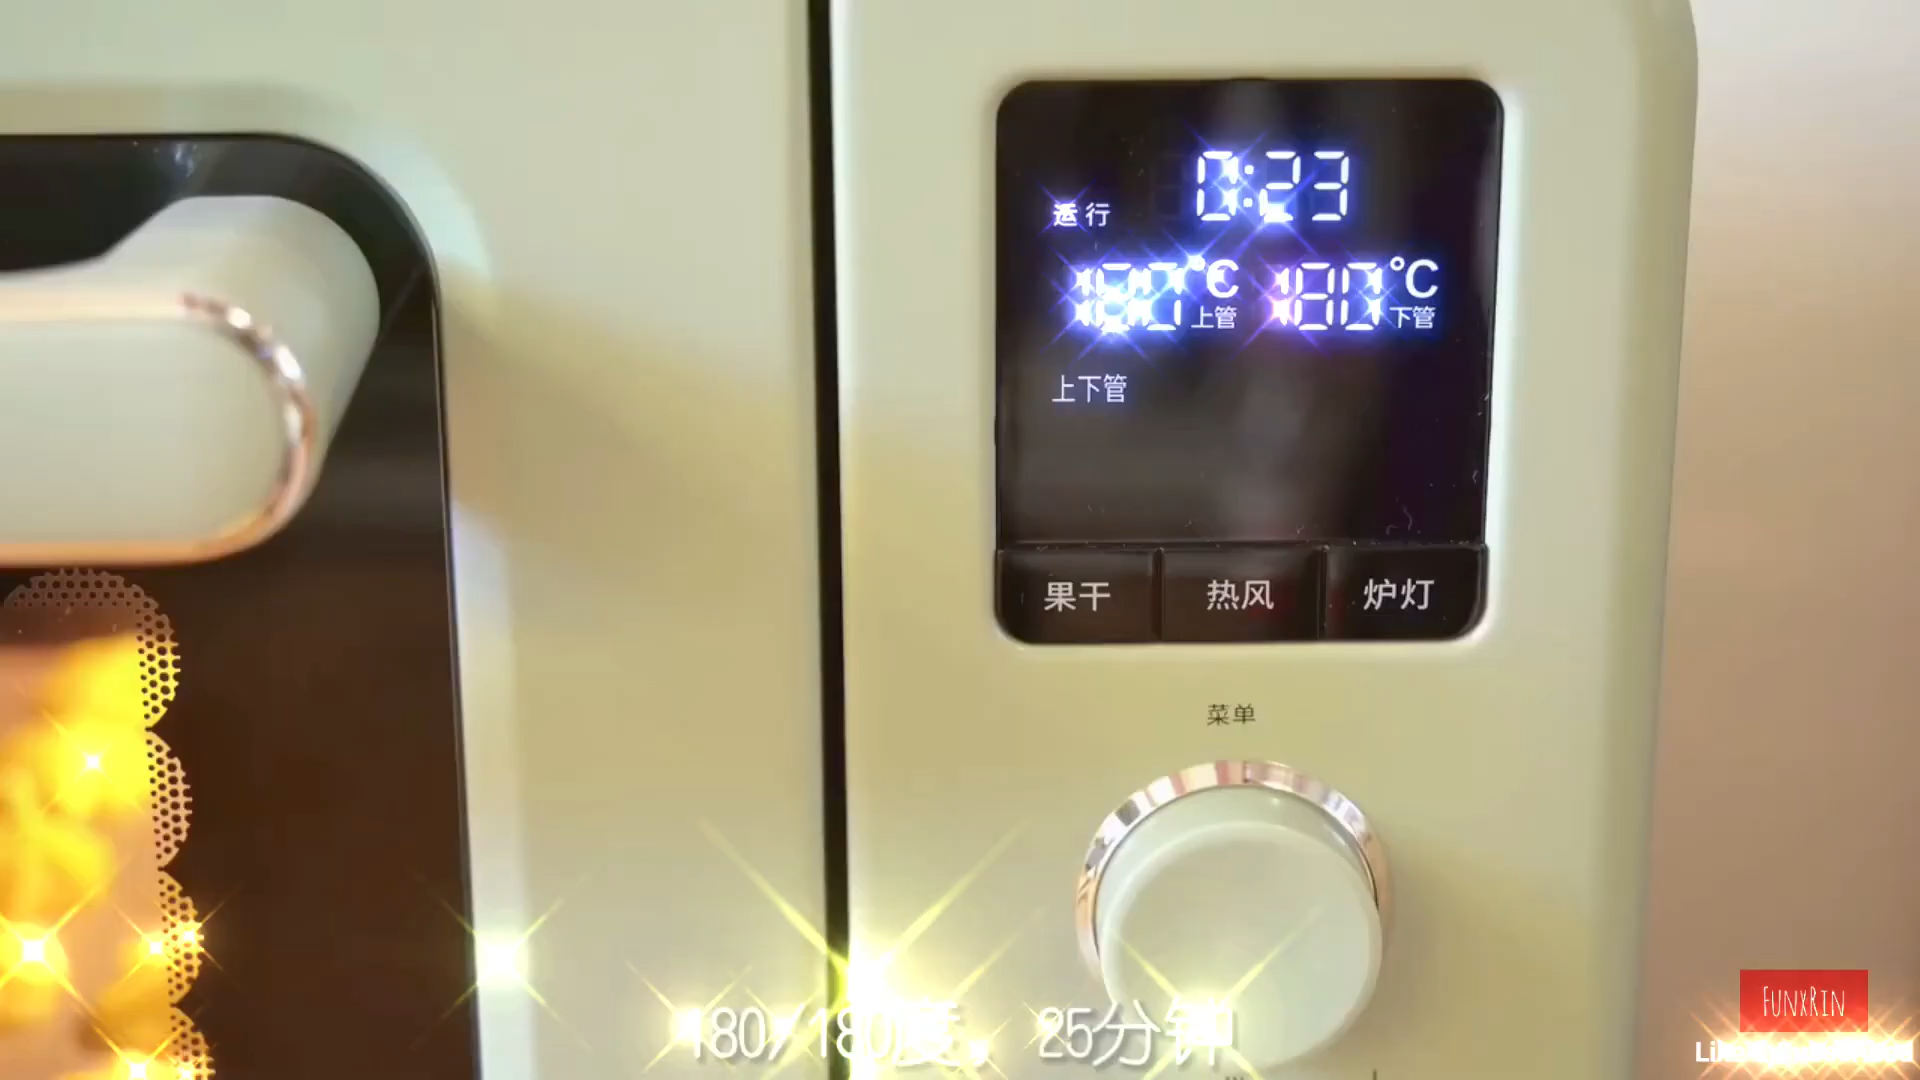 0:23
运行
180°C 上管 180°C 下管
上下管
果干 热风 炉灯
菜单
180/180度，25分钟
FUNXRIN